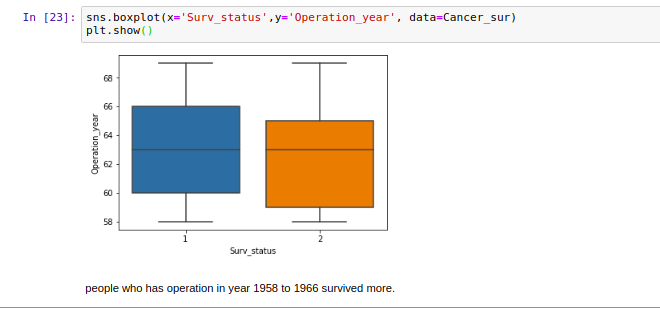 In [23]: sns.boxplot(x='Surv_status',y='Operation_year', data=Cancer_sur)
plt.show()
68
66
64
62
60
58
Operation_year
1 2
Surv_status
people who has operation in year 1958 to 1966 survived more.